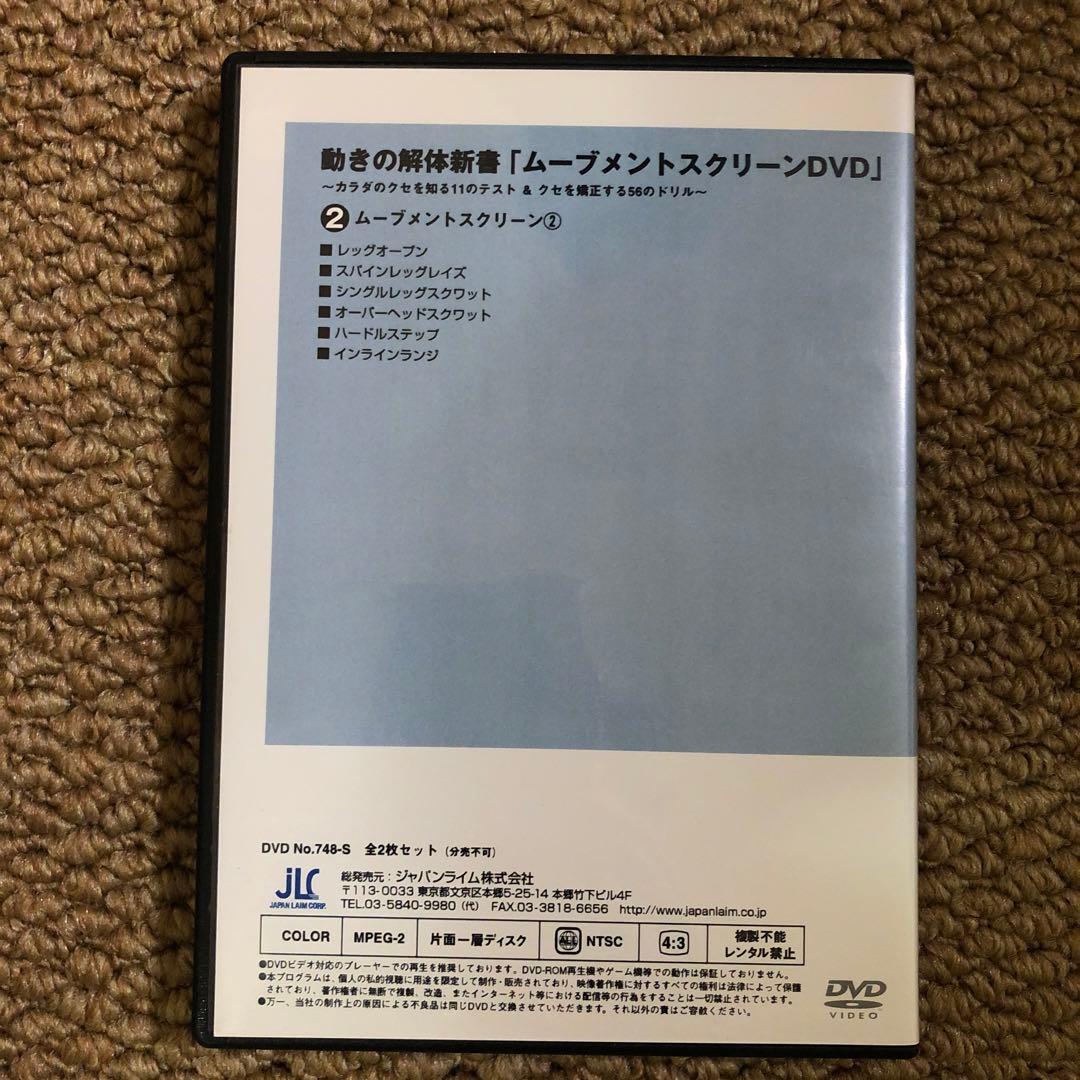 動きの解体新書「ムーブメントスクリーンDVD」
～カラダのクセを知る11のテスト & クセを矯正する56のドリル～
2 ムーブメントスクリーン②
■ レッグオープン
■ スパインレッグレイズ
■ シングルレッグスクワット
■ オーバーヘッドスクワット
■ ハードルステップ
■ インラインランジ
DVD No.748-S 全2枚セット（分売不可）
JLC
JAPAN LAIM CORP.
総発売元：ジャパンライム株式会社
〒113-0033 東京都文京区本郷5-25-14 本郷竹下ビル4F
TEL.03-5840-9980（代） FAX.03-3818-6656 http://www.japanlaim.co.jp
COLOR MPEG-2 片面一層ディスク ALL NTSC 4:3 複製不能
レンタル禁止
●DVDビデオ対応のプレーヤーでの再生を推奨しております。DVD-ROM再生機やゲーム機等での動作は保証しておりません。
●本プログラムは、個人の私的視聴に用途を限定して制作・販売されており、映像著作権に対するすべての権利は法律によって保護
されており、著作権者に無断で複製、改造、またインターネット等における配信等の行為をすることは一切禁止されています。
●万一、当社の制作上の原因による不良品は同じDVDと交換させていただきます。それ以外の責はご容赦ください。
DVD
VIDEO